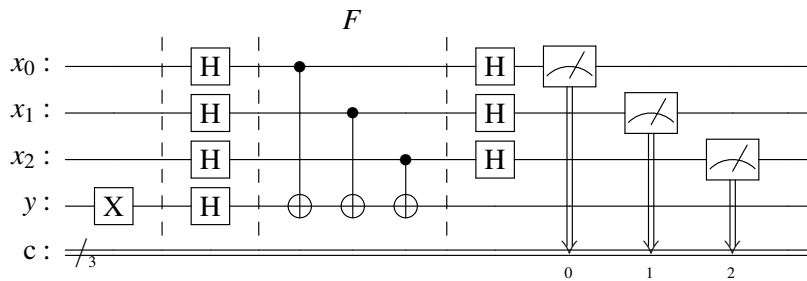 F
x₀ : H H
x₁ : H H
x₂ : H H
y : X H
c : 3
0 1 2